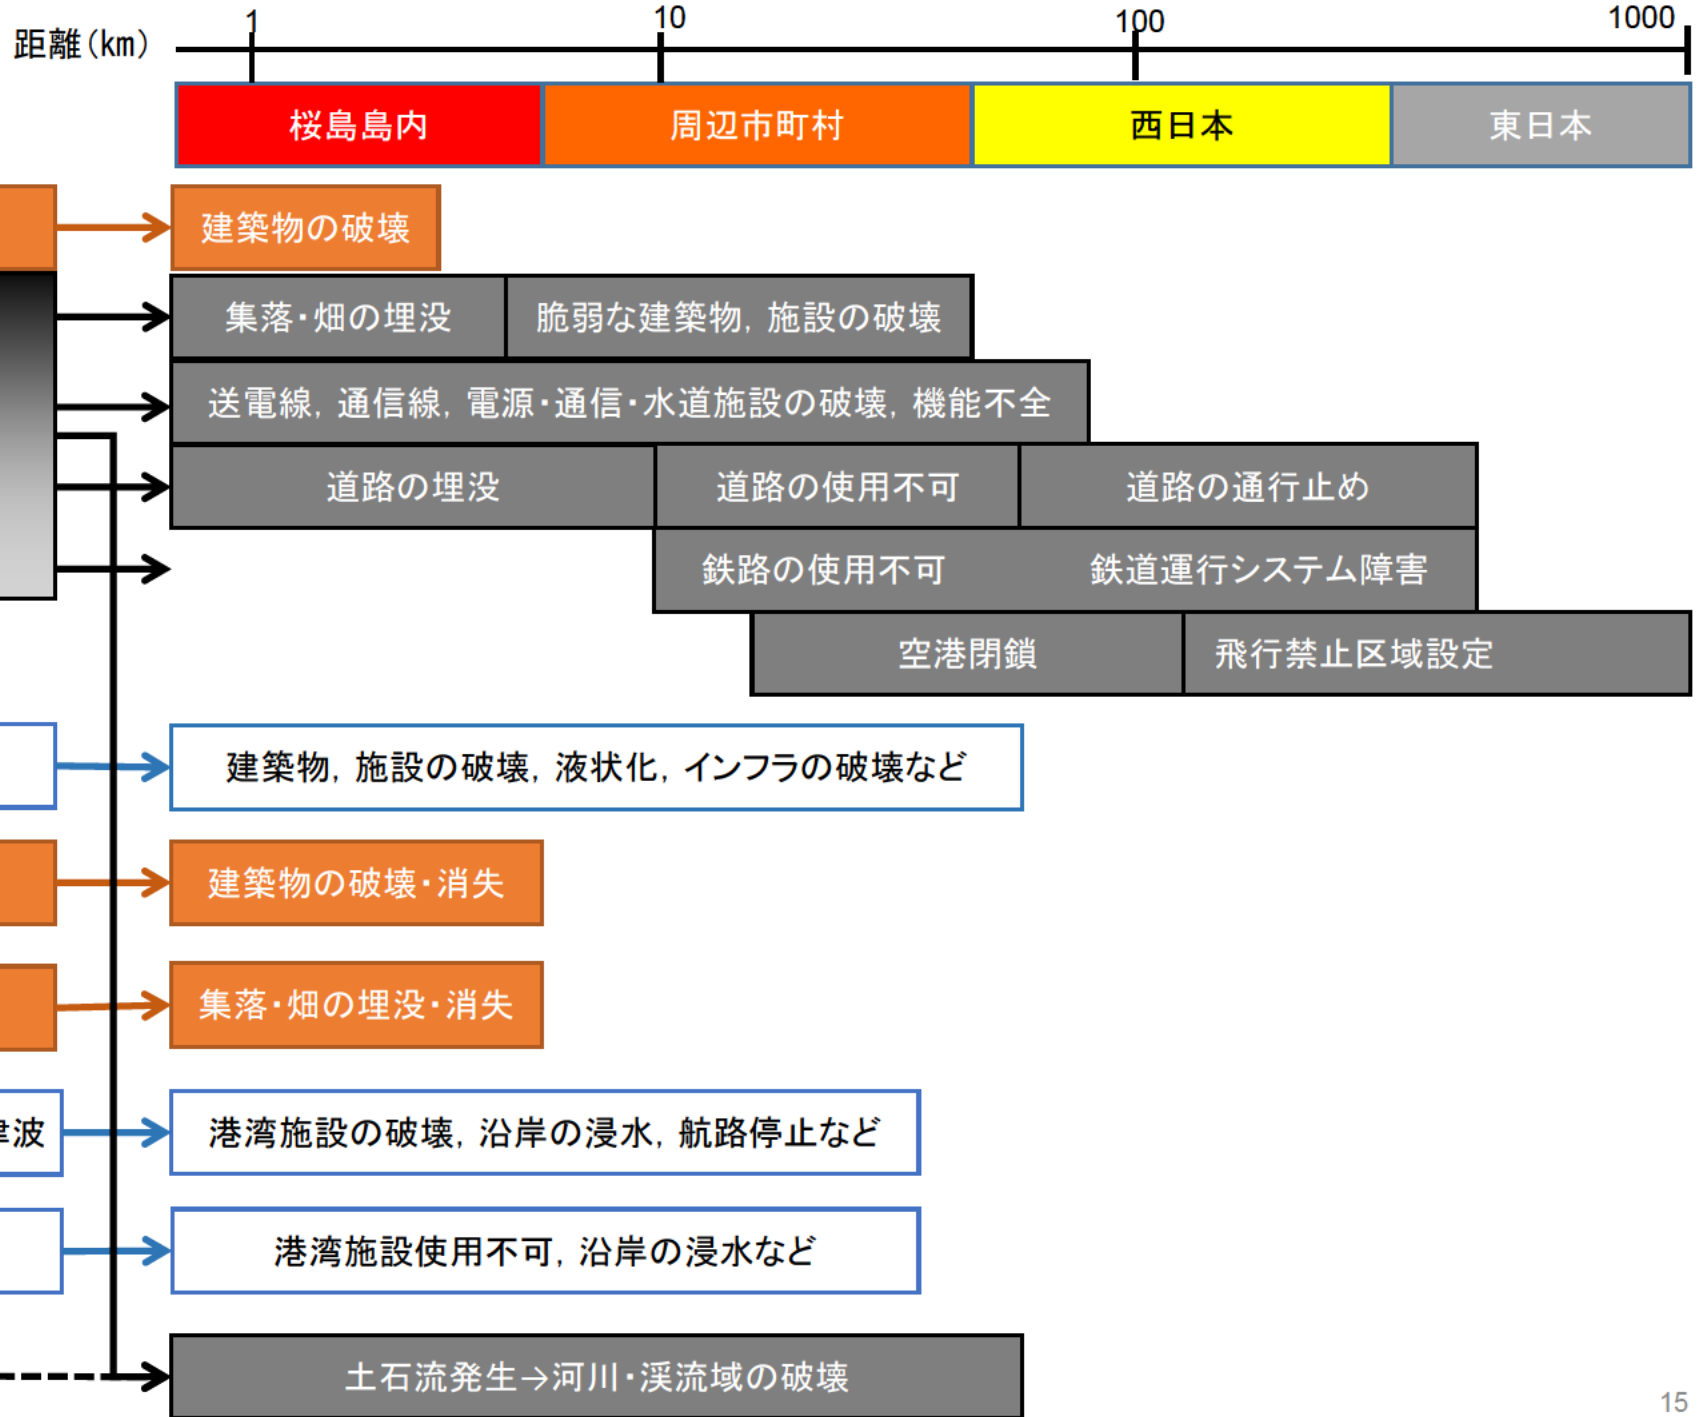 距離(km)
1
10
100
1000
桜島島内
周辺市町村
西日本
東日本
建築物の破壊
集落・畑の埋没
脆弱な建築物, 施設の破壊
送電線, 通信線, 電源・通信・水道施設の破壊, 機能不全
道路の埋没
道路の使用不可
道路の通行止め
鉄路の使用不可
鉄道運行システム障害
空港閉鎖
飛行禁止区域設定
建築物, 施設の破壊, 液状化, インフラの破壊など
建築物の破壊・消失
集落・畑の埋没・消失
波
港湾施設の破壊, 沿岸の浸水, 航路停止など
港湾施設使用不可, 沿岸の浸水など
土石流発生→河川・渓流域の破壊
15